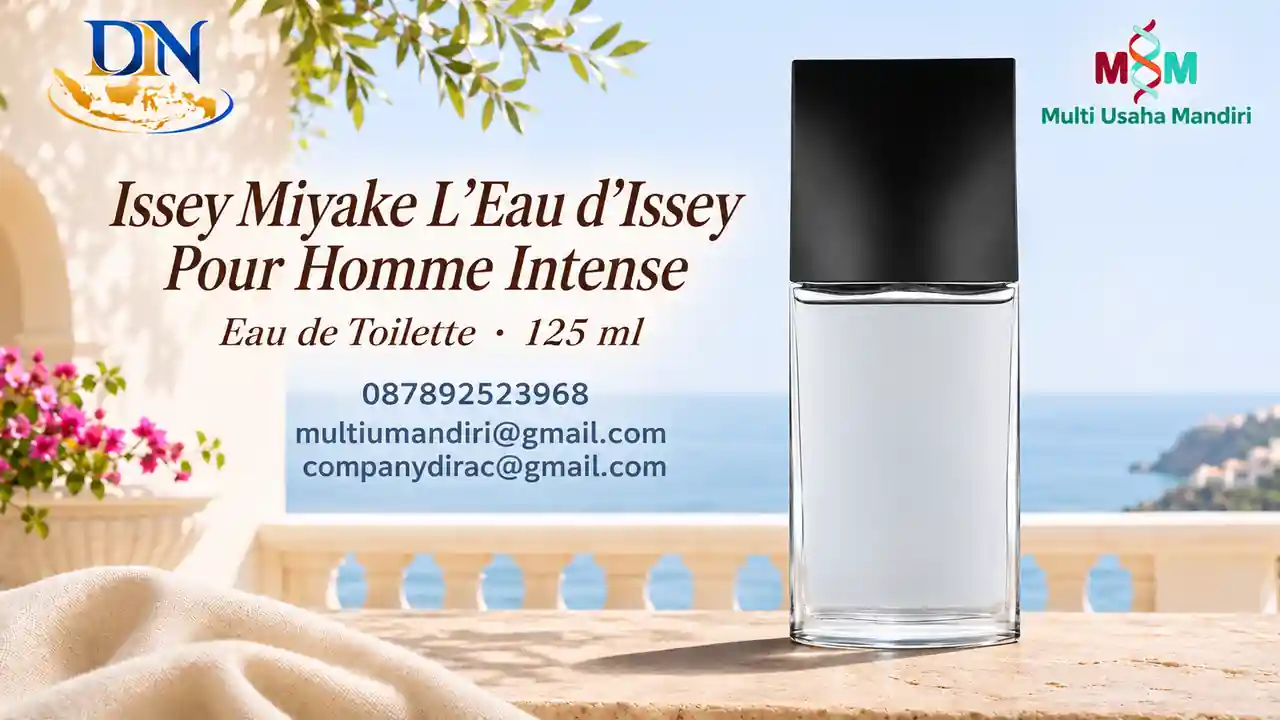 DN
MSM
Multi Usaha Mandiri
Issey Miyake L’Eau d’Issey
Pour Homme Intense
Eau de Toilette · 125 ml
087892523968
multiumandiri@gmail.com
companydirac@gmail.com